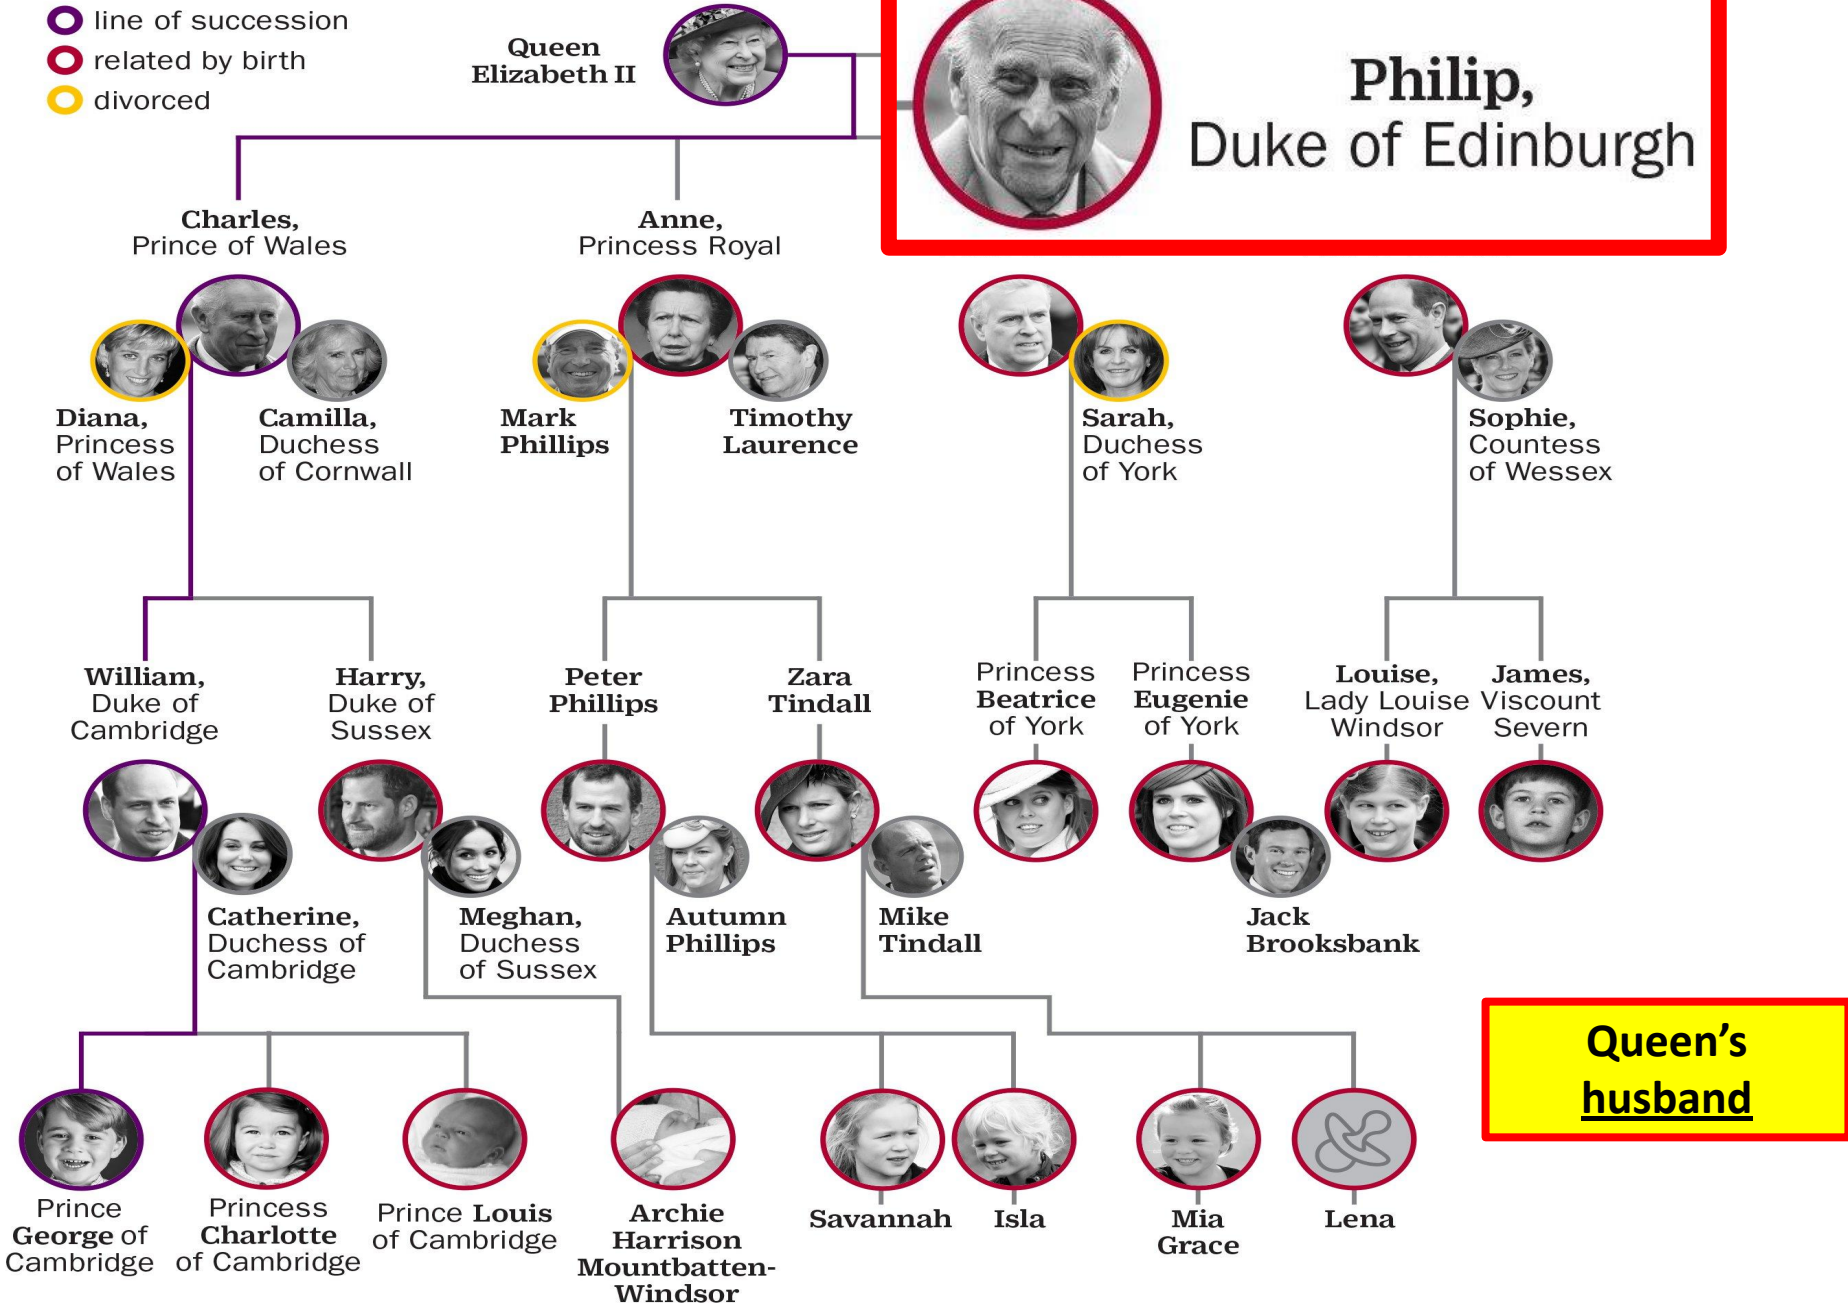 line of succession
related by birth
divorced
Queen
Elizabeth II
Philip,
Duke of Edinburgh
Charles,
Prince of Wales
Anne,
Princess Royal
Diana,
Princess
of Wales
Camilla,
Duchess
of Cornwall
Mark
Phillips
Timothy
Laurence
Sarah,
Duchess
of York
Sophie,
Countess
of Wessex
William,
Duke of
Cambridge
Harry,
Duke of
Sussex
Peter
Phillips
Zara
Tindall
Princess
Beatrice
of York
Princess
Eugenie
of York
Louise,
Lady Louise
Windsor
James,
Viscount
Severn
Catherine,
Duchess of
Cambridge
Meghan,
Duchess
of Sussex
Autumn
Phillips
Mike
Tindall
Jack
Brooksbank
Queen’s
husband
Prince
George of
Cambridge
Princess
Charlotte
of Cambridge
Prince Louis
of Cambridge
Archie
Harrison
Mountbatten-
Windsor
Savannah
Isla
Mia
Grace
Lena